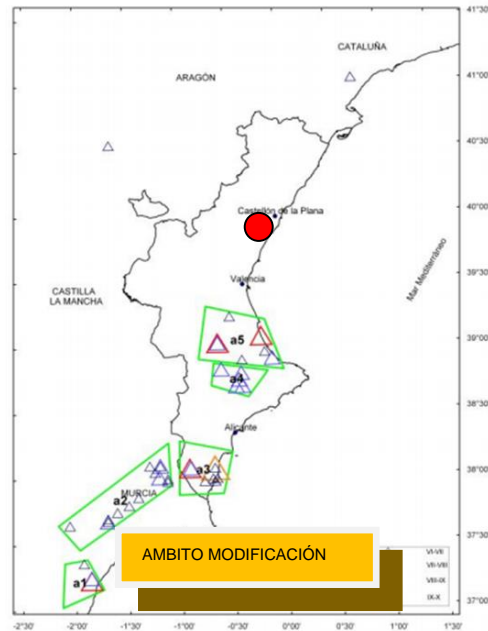 41°30'
CATALUÑA
ARAGÓN
41°00'
40°30'
Castellón de la Plana
40°00'
Valencia
39°30'
CASTILLA
LA MANCHA
Mar Mediterráneo
a5
39°00'
a4
38°30'
Alicante
a3
38°00'
MURCIA
a2
37°30'
AMBITO MODIFICACIÓN
VI-VII
VII-VIII
VIII-IX
IX-X
a1
37°00'
-2°30' -2°00' -1°30' -1°00' -0°30' 0°00' 0°30' 1°00' 1°30'